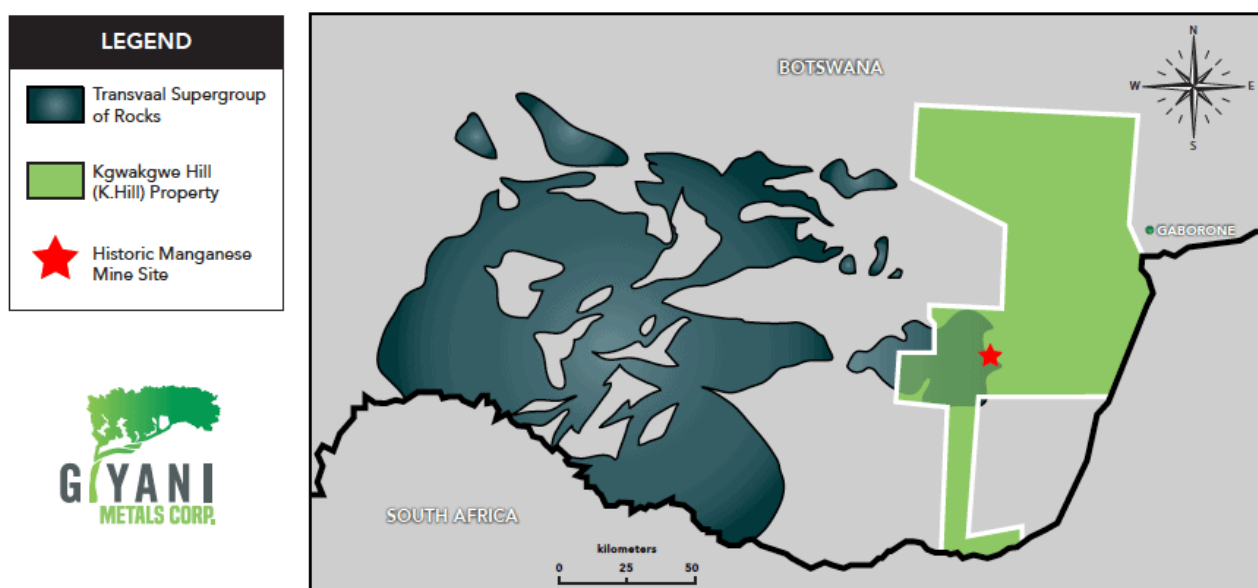 LEGEND
Transvaal Supergroup
of Rocks
Kgwakgwe Hill
(K.Hill) Property
Historic Manganese
Mine Site
GIYANI
METALS CORP.
BOTSWANA
N
W
E
S
GABORONE
SOUTH AFRICA
kilometers
0 25 50